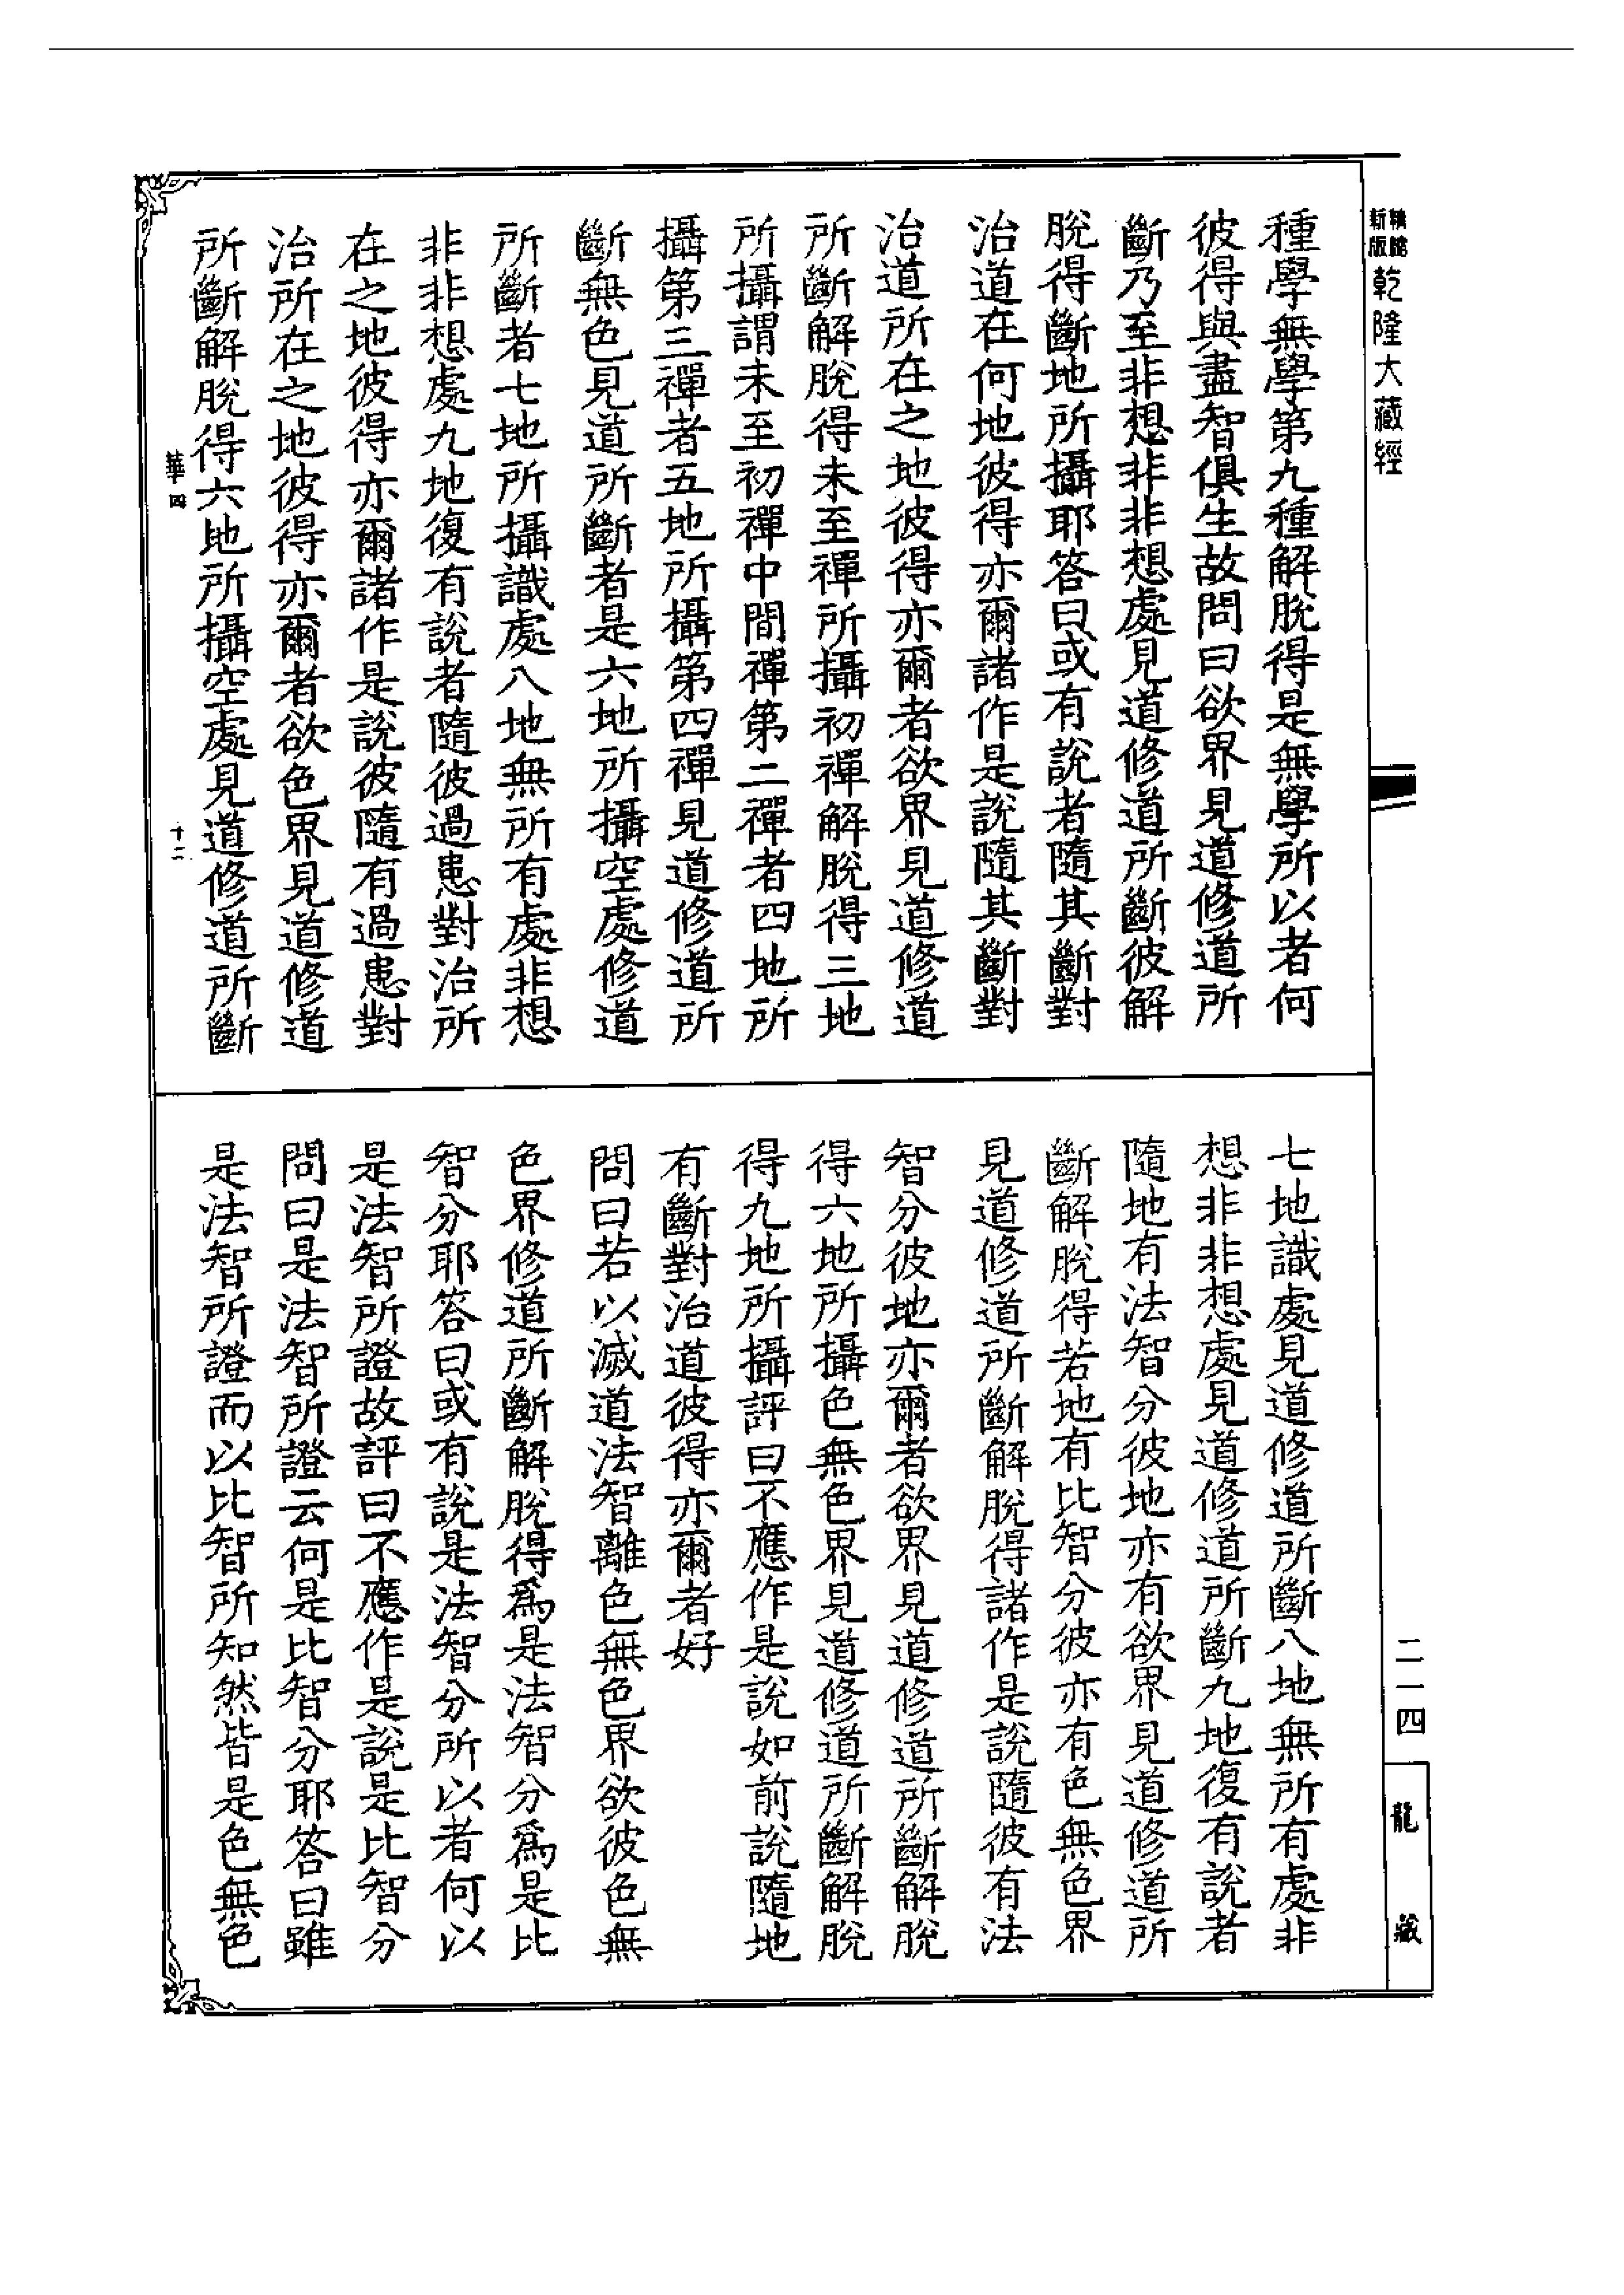 新版
乾隆大藏經
種學無學第九種解脫得是無學所以者何
彼得與盡智俱生故問曰欲界見道修道所
斷乃至非想非非想處見道修道所斷彼解
脫得斷地所攝耶答曰或有說者隨其斷對
治道在何地彼得亦爾諸作是說隨其斷對
治道所在之地彼得亦爾者欲界見道修道
所斷解脫得未至禪所攝初禪解脫得三地
所攝謂未至初禪中間禪第二禪者四地所
攝第三禪者五地所攝第四禪見道修道所
斷無色見道所斷者是六地所攝空處修道
所斷者七地所攝識處八地無所有處非想
非非想處九地復有說者隨彼過患對治所
在之地彼得亦爾諸作是說彼隨有過患對
治所在之地彼得亦爾者欲色界見道修道
所斷解脫得六地所攝空處見道修道所斷
華四
十二
七地識處見道修道所斷八地無所有處非
想非非想處見道修道所斷九地復有說者
隨地有法智分彼地亦有欲界見道修道所
斷解脫得若地有比智分彼亦有色無色界
見道修道所斷解脫得諸作是說隨彼有法
智分彼地亦爾者欲界見道修道所斷解脫
得六地所攝色無色界見道修道所斷解脫
得九地所攝評曰不應作是說如前說隨地
有斷對治道彼得亦爾者好
問曰若以滅道法智離色無色界欲彼色無
色界修道所斷解脫得爲是法智分爲是比
智分耶答曰或有說是法智分所以者何以
是法智所證故評曰不應作是說是比智分
問曰是法智所證云何是比智分耶答曰雖
是法智所證而以比智所知然皆是色無色
二一四
龍藏